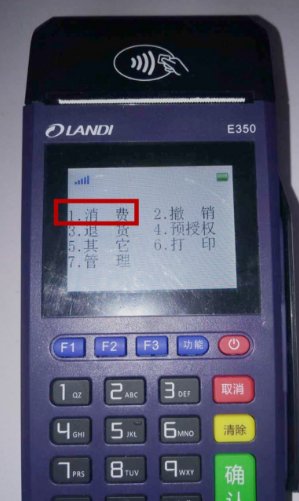 LANDI
E350
1.消 费 2.撤 销
3.退 货 4.预授权
5.其 它 6.打 印
7.管 理
F1 F2 F3 功能
1 QZ 2 ABC 3 DEF 取消
4 GHI 5 JKL 6 MNO 清除
7 PRS 8 TUV 9 WXY 确
认